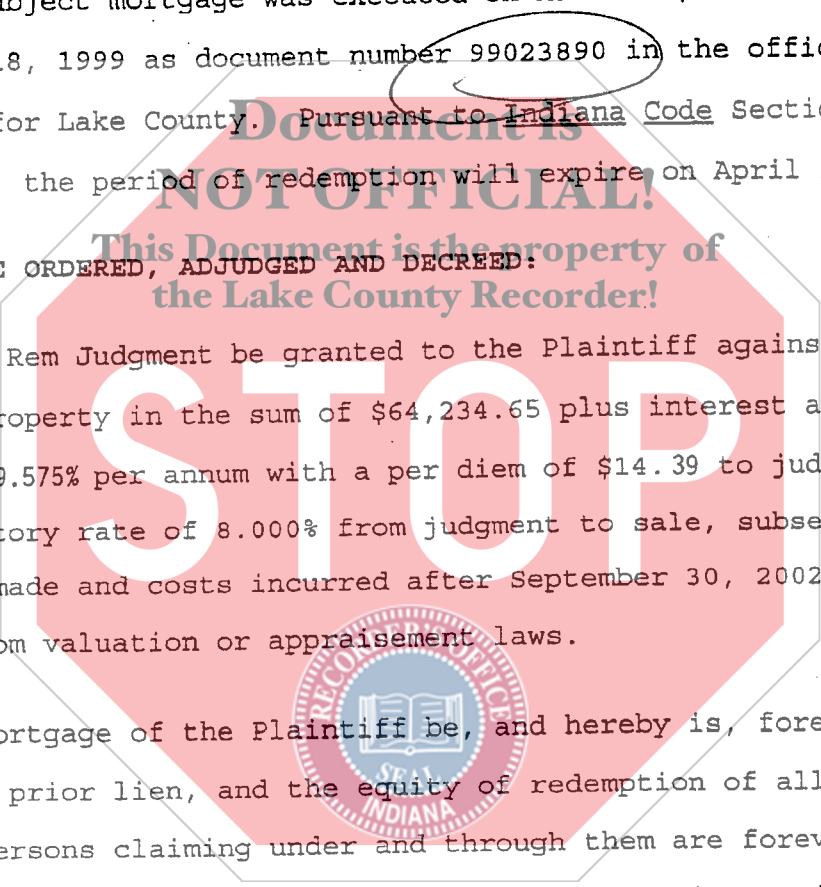 bject mortgage was executed on
8, 1999 as document number 99023890 in the offic
for Lake County. Pursuant to Indiana Code Sectio
the period of redemption will expire on April
Document is
NOT OFFICIAL!
This Document is the property of
the Lake County Recorder!
ORDERED, ADJUDGED AND DECREED:
Rem Judgment be granted to the Plaintiff agains
roperty in the sum of $64,234.65 plus interest a
9.575% per annum with a per diem of $14.39 to jud
tory rate of 8.000% from judgment to sale, subse
made and costs incurred after September 30, 2002
om valuation or appraisement laws.
STOP
ortgage of the Plaintiff be, and hereby is, fore
prior lien, and the equity of redemption of all
ersons claiming under and through them are forev
RECORDER'S OFFICE
SEAL
INDIANA